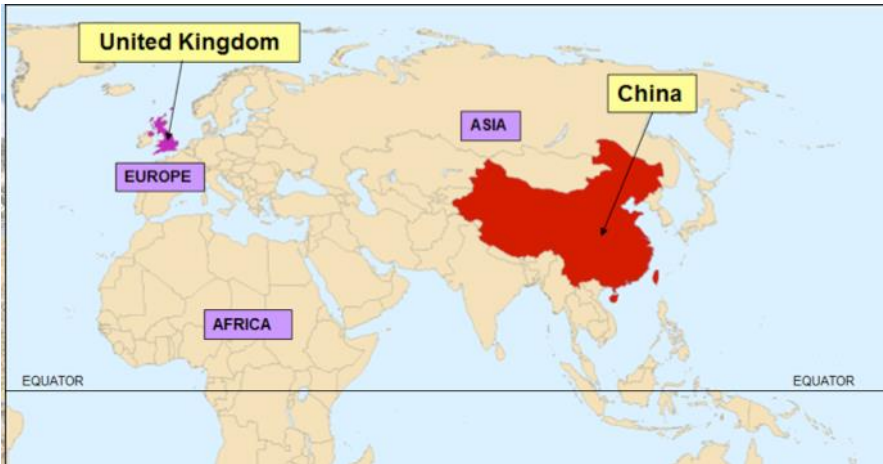 United Kingdom
China
ASIA
EUROPE
AFRICA
EQUATOR
EQUATOR